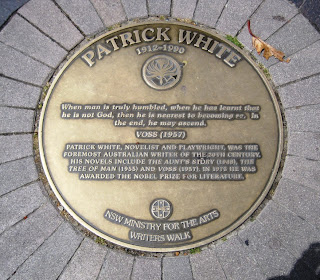 PATRICK WHITE
1912-1990
When man is truly humbled, when he has learnt that
he is not God, then he is nearest to becoming so. In
the end, he may ascend.
VOSS (1957)
PATRICK WHITE, NOVELIST AND PLAYWRIGHT, WAS THE
FOREMOST AUSTRALIAN WRITER OF THE 20TH CENTURY.
HIS NOVELS INCLUDE THE AUNT'S STORY (1948), THE
TREE OF MAN (1955) AND VOSS (1957). IN 1973 HE WAS
AWARDED THE NOBEL PRIZE FOR LITERATURE.
NSW MINISTRY FOR THE ARTS
WRITERS WALK